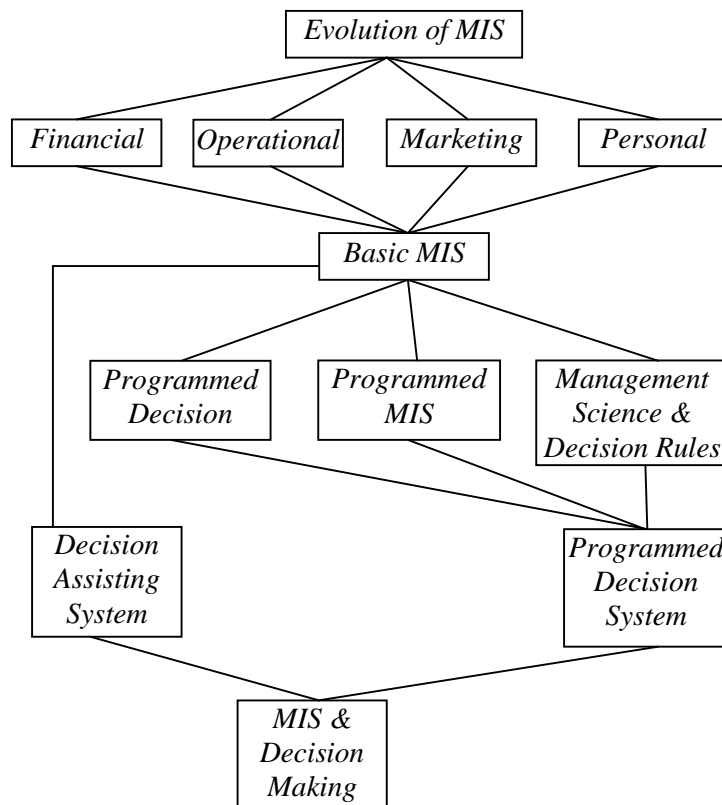 Evolution of MIS
Financial
Operational
Marketing
Personal
Basic MIS
Programmed
Decision
Programmed
MIS
Management
Science &
Decision Rules
Decision
Assisting
System
Programmed
Decision
System
MIS &
Decision
Making